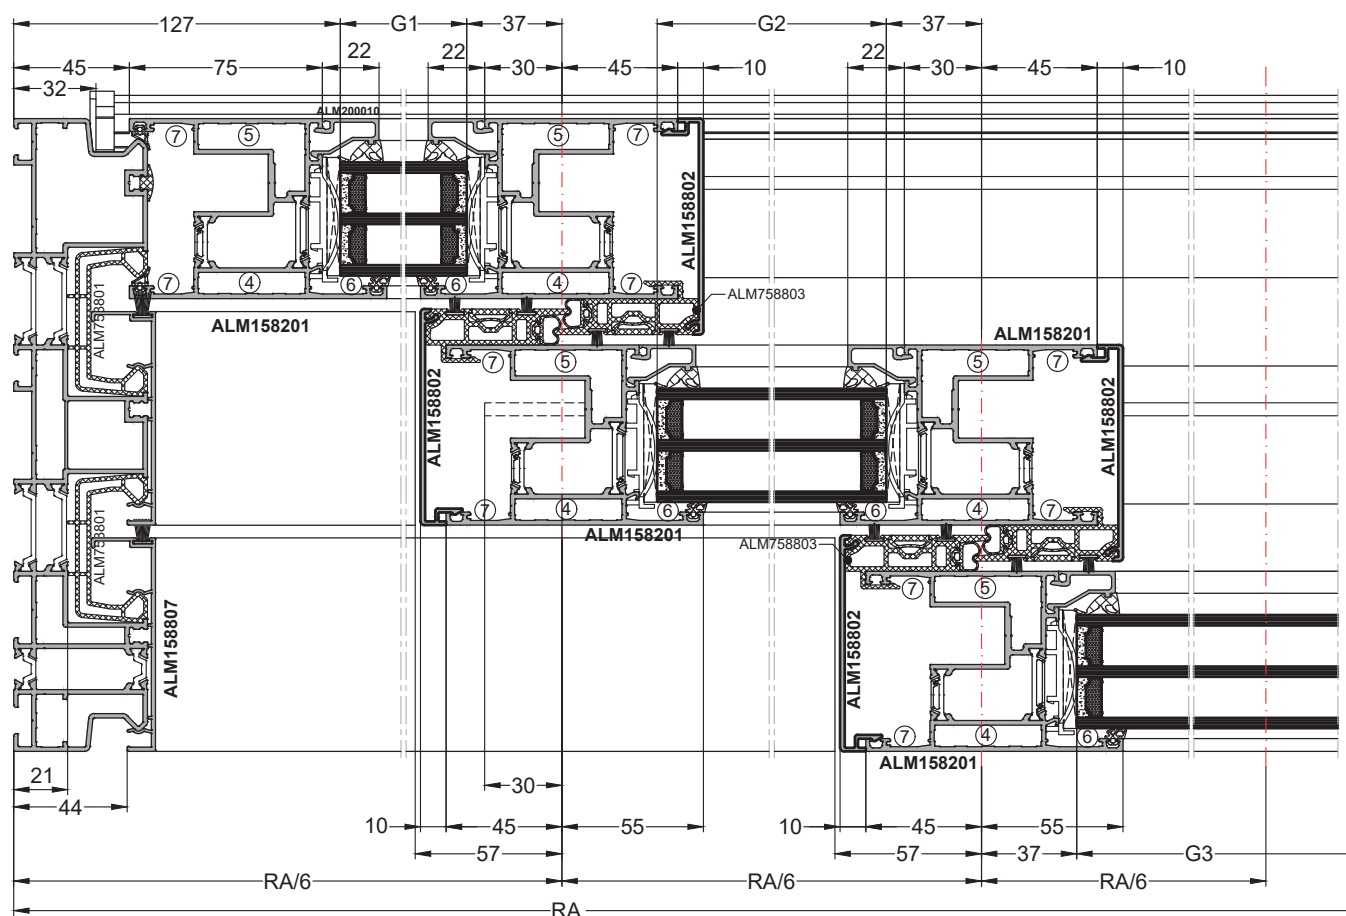 127 G1 37 G2 37
45 75 22 22 30 45 10 22 30 45 10
32
ALM200010
7 5 5 7
ALM158802
ALM758801
7 4 6 6 4 7
ALM758803
ALM158201
ALM158201
7 5 5 7
ALM158802
ALM158802
ALM758801
7 4 6 6 4 7
ALM158201
ALM758803
7 5
ALM158807
ALM158802
7 4 6
ALM158201
21 30
44
10 45 55 10 45 55
57 57 37 G3
RA/6 RA/6 RA/6
RA